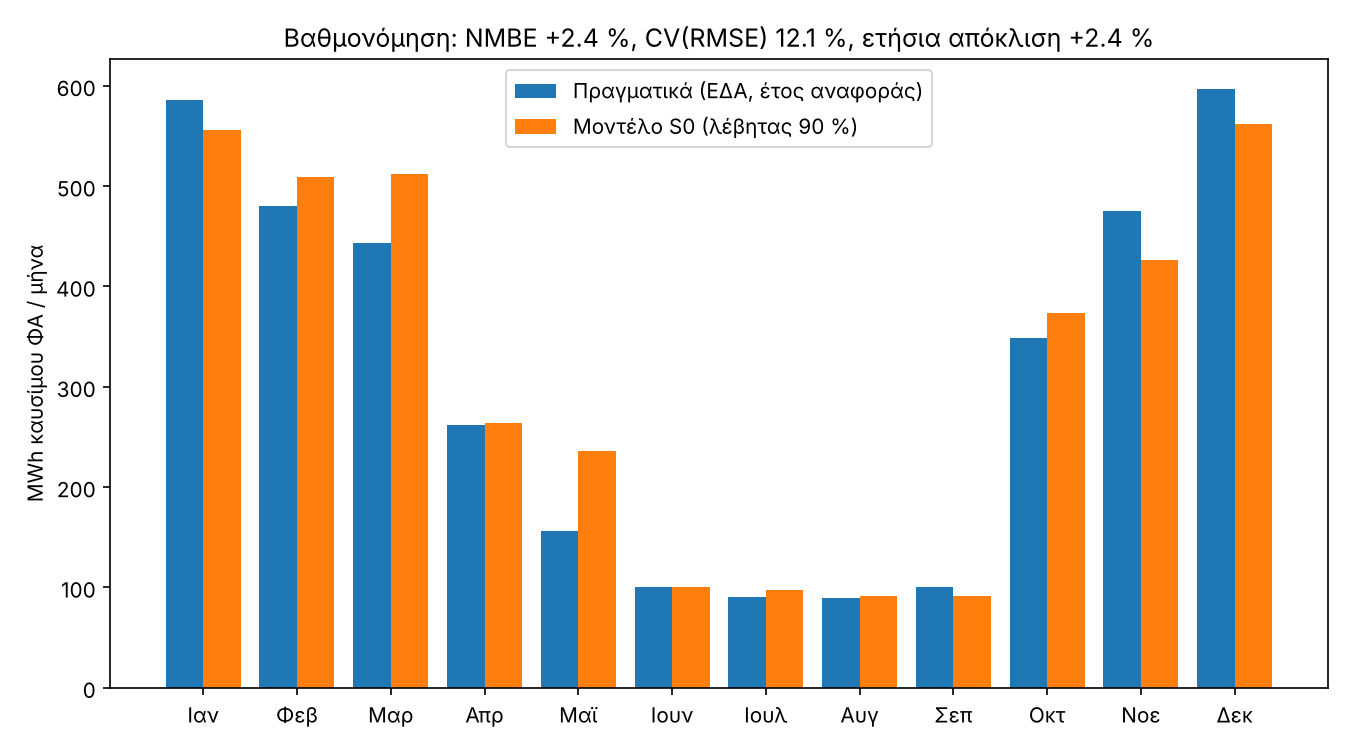 Βαθμονόμηση: NMBE +2.4 %, CV(RMSE) 12.1 %, ετήσια απόκλιση +2.4 %
Πραγματικά (ΕΔΑ, έτος αναφοράς)
Μοντέλο S0 (λέβητας 90 %)
MWh καυσίμου ΦΑ / μήνα
600
500
400
300
200
100
0
Ιαν Φεβ Μαρ Απρ Μαϊ Ιουν Ιουλ Αυγ Σεπ Οκτ Νοε Δεκ